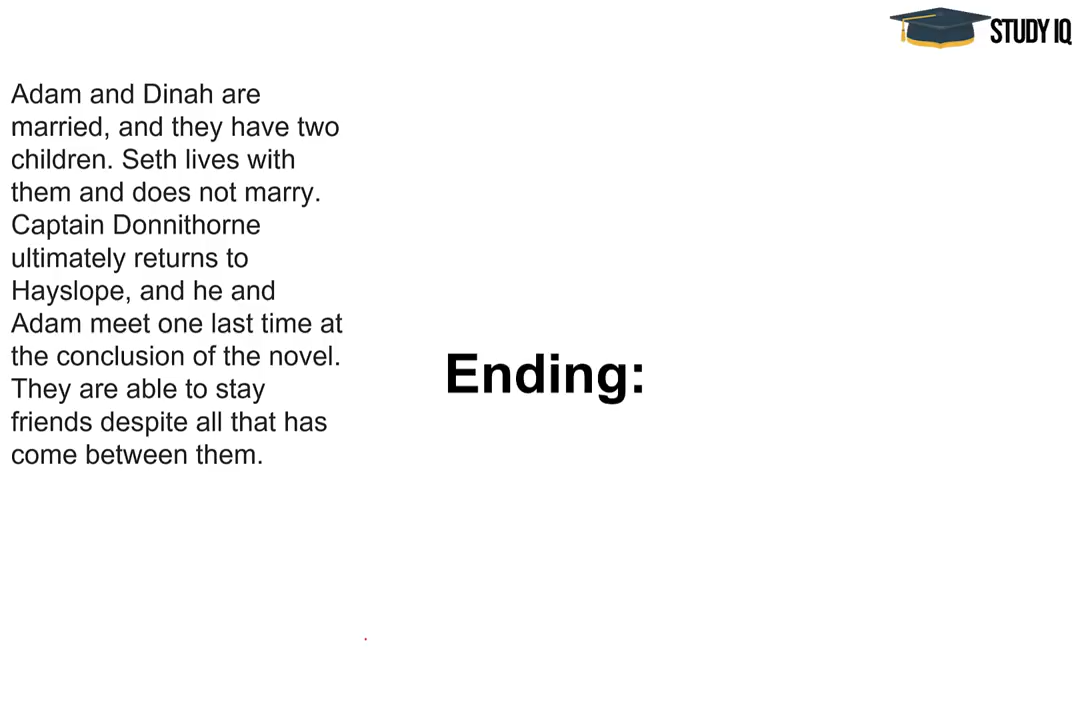 STUDY IQ
Adam and Dinah are
married, and they have two
children. Seth lives with
them and does not marry.
Captain Donnithorne
ultimately returns to
Hayslope, and he and
Adam meet one last time at
the conclusion of the novel.
They are able to stay
friends despite all that has
come between them.
Ending: